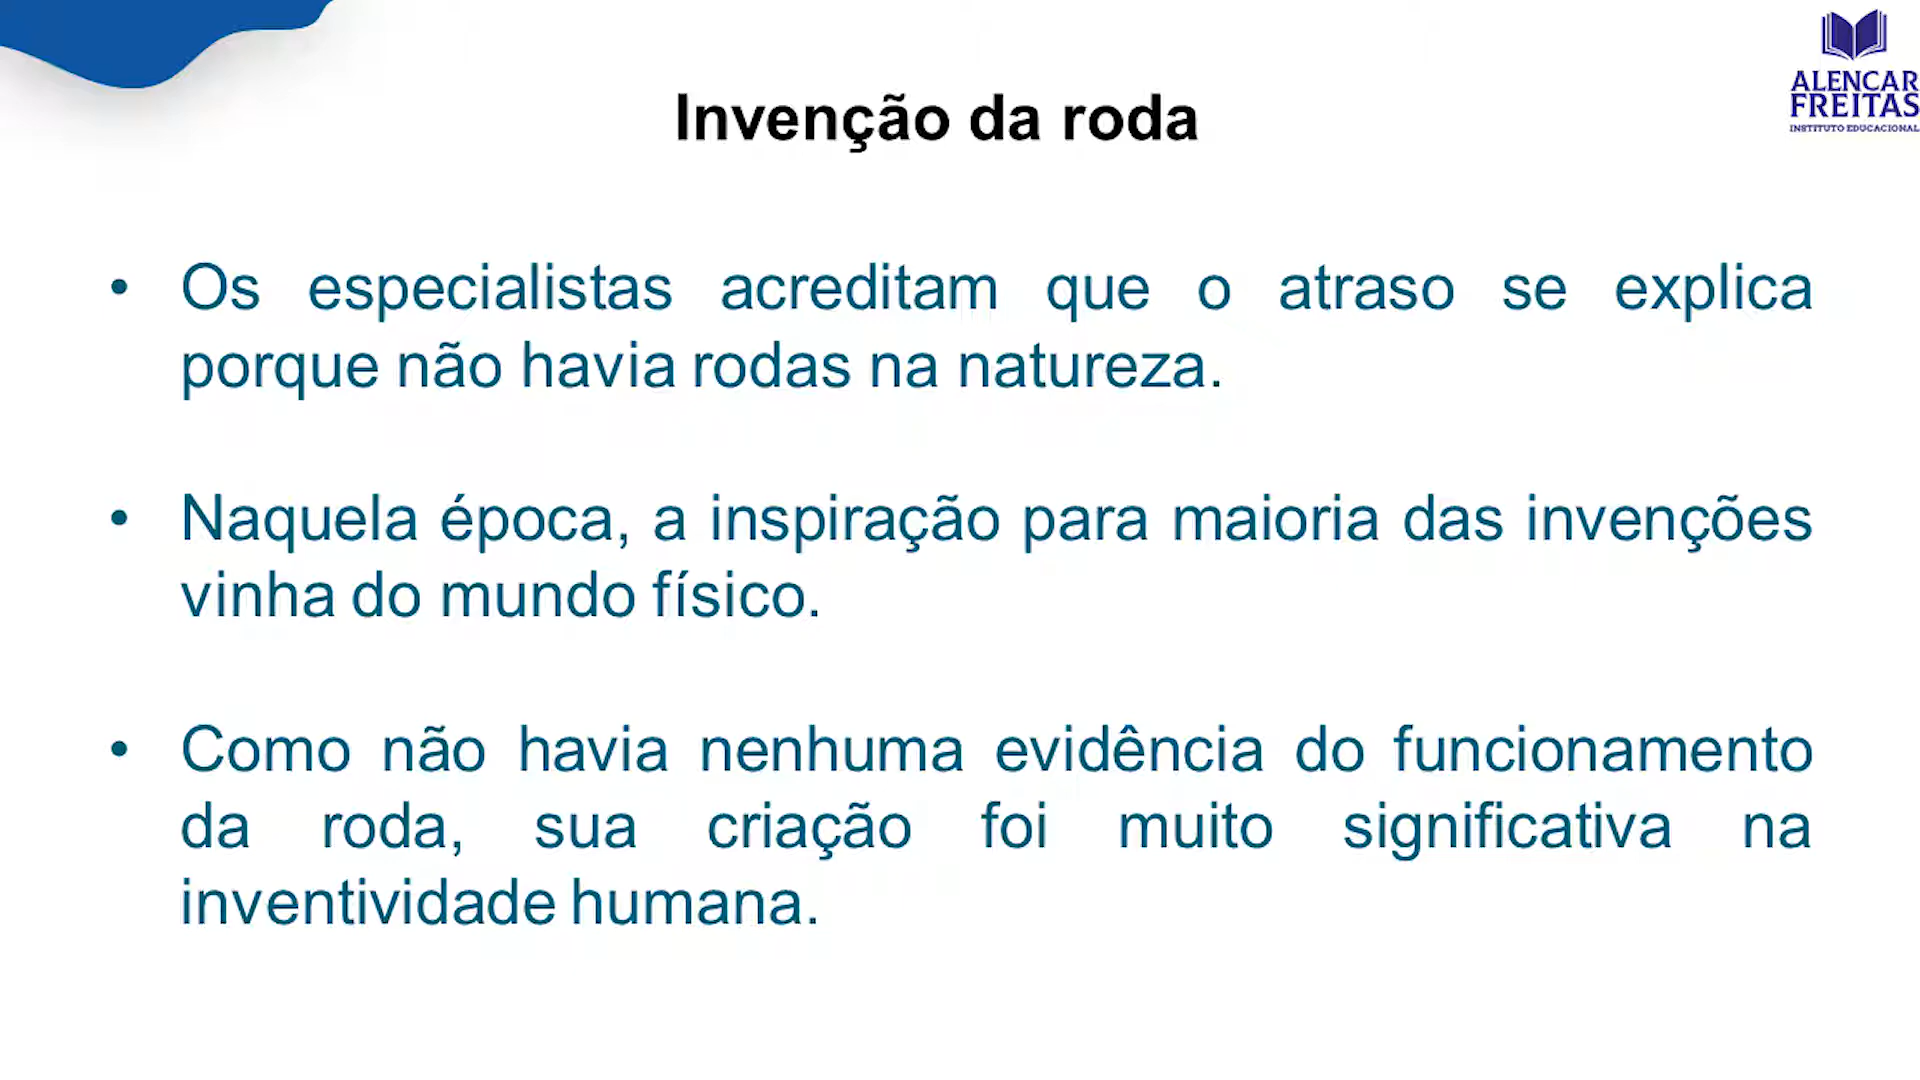 ALENCAR
FREITAS
INSTITUTO EDUCACIONAL
Invenção da roda
• Os especialistas acreditam que o atraso se explica
porque não havia rodas na natureza.
• Naquela época, a inspiração para maioria das invenções
vinha do mundo físico.
• Como não havia nenhuma evidência do funcionamento
da roda, sua criação foi muito significativa na
inventividade humana.